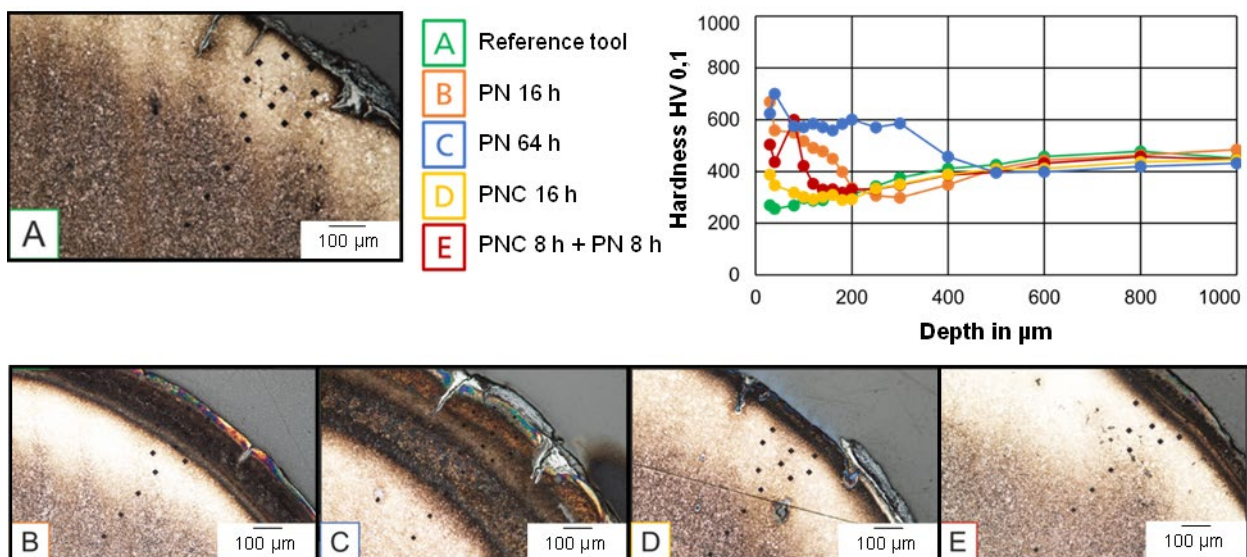 A
100 µm
A Reference tool
B PN 16 h
C PN 64 h
D PNC 16 h
E PNC 8 h + PN 8 h
Hardness HV 0,1
1000
800
600
400
200
0
0 200 400 600 800 1000
Depth in µm
B
100 µm
C
100 µm
D
100 µm
E
100 µm